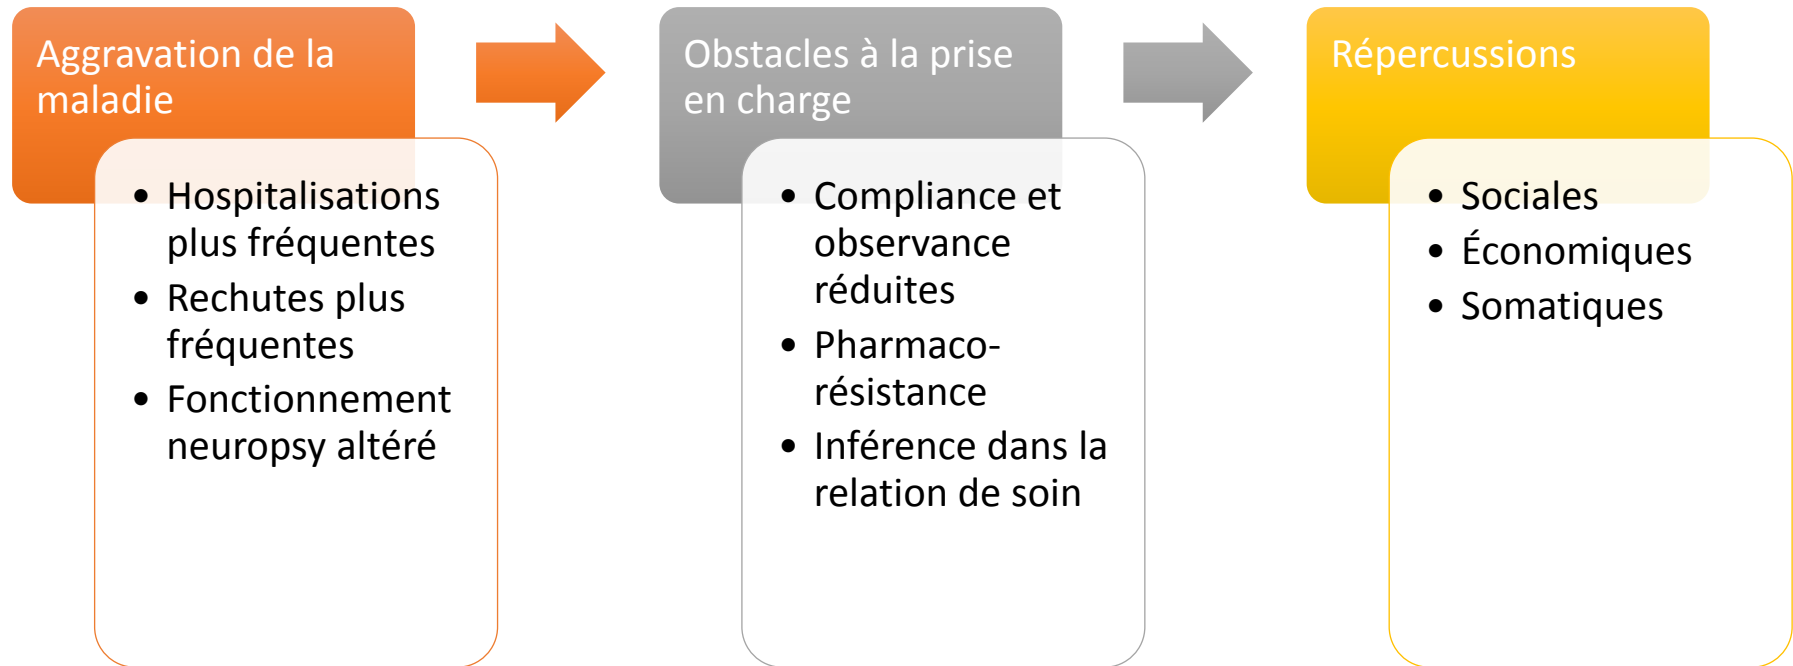 Aggravation de la
maladie
• Hospitalisations
plus fréquentes
• Rechutes plus
fréquentes
• Fonctionnement
neuropsy altéré
Obstacles à la prise
en charge
• Compliance et
observance
réduites
• Pharmaco-
résistance
• Inférence dans la
relation de soin
Répercussions
• Sociales
• Économiques
• Somatiques